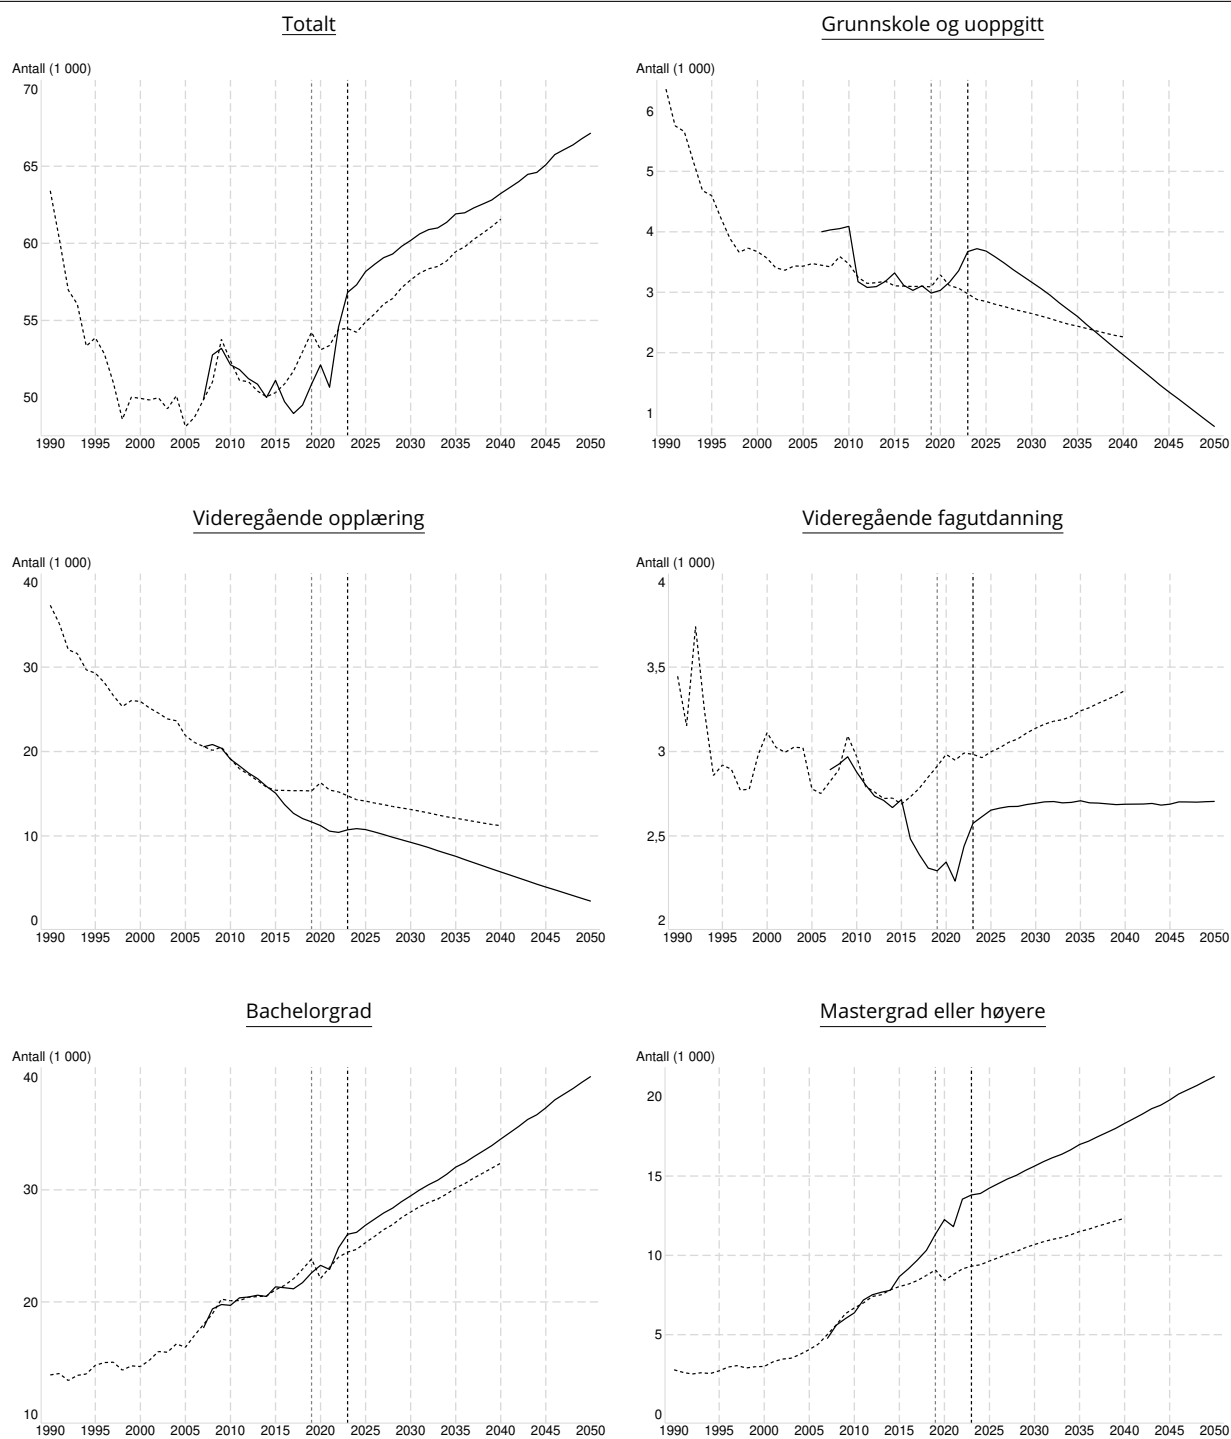 Totalt
Antall (1 000)
70
65
60
55
50
1990 1995 2000 2005 2010 2015 2020 2025 2030 2035 2040 2045 2050
Grunnskole og uoppgitt
Antall (1 000)
6
5
4
3
2
1
1990 1995 2000 2005 2010 2015 2020 2025 2030 2035 2040 2045 2050
Videregående opplæring
Antall (1 000)
40
30
20
10
0
1990 1995 2000 2005 2010 2015 2020 2025 2030 2035 2040 2045 2050
Videregående fagutdanning
Antall (1 000)
4
3,5
3
2,5
2
1990 1995 2000 2005 2010 2015 2020 2025 2030 2035 2040 2045 2050
Bachelorgrad
Antall (1 000)
40
30
20
10
1990 1995 2000 2005 2010 2015 2020 2025 2030 2035 2040 2045 2050
Mastergrad eller høyere
Antall (1 000)
20
15
10
5
0
1990 1995 2000 2005 2010 2015 2020 2025 2030 2035 2040 2045 2050